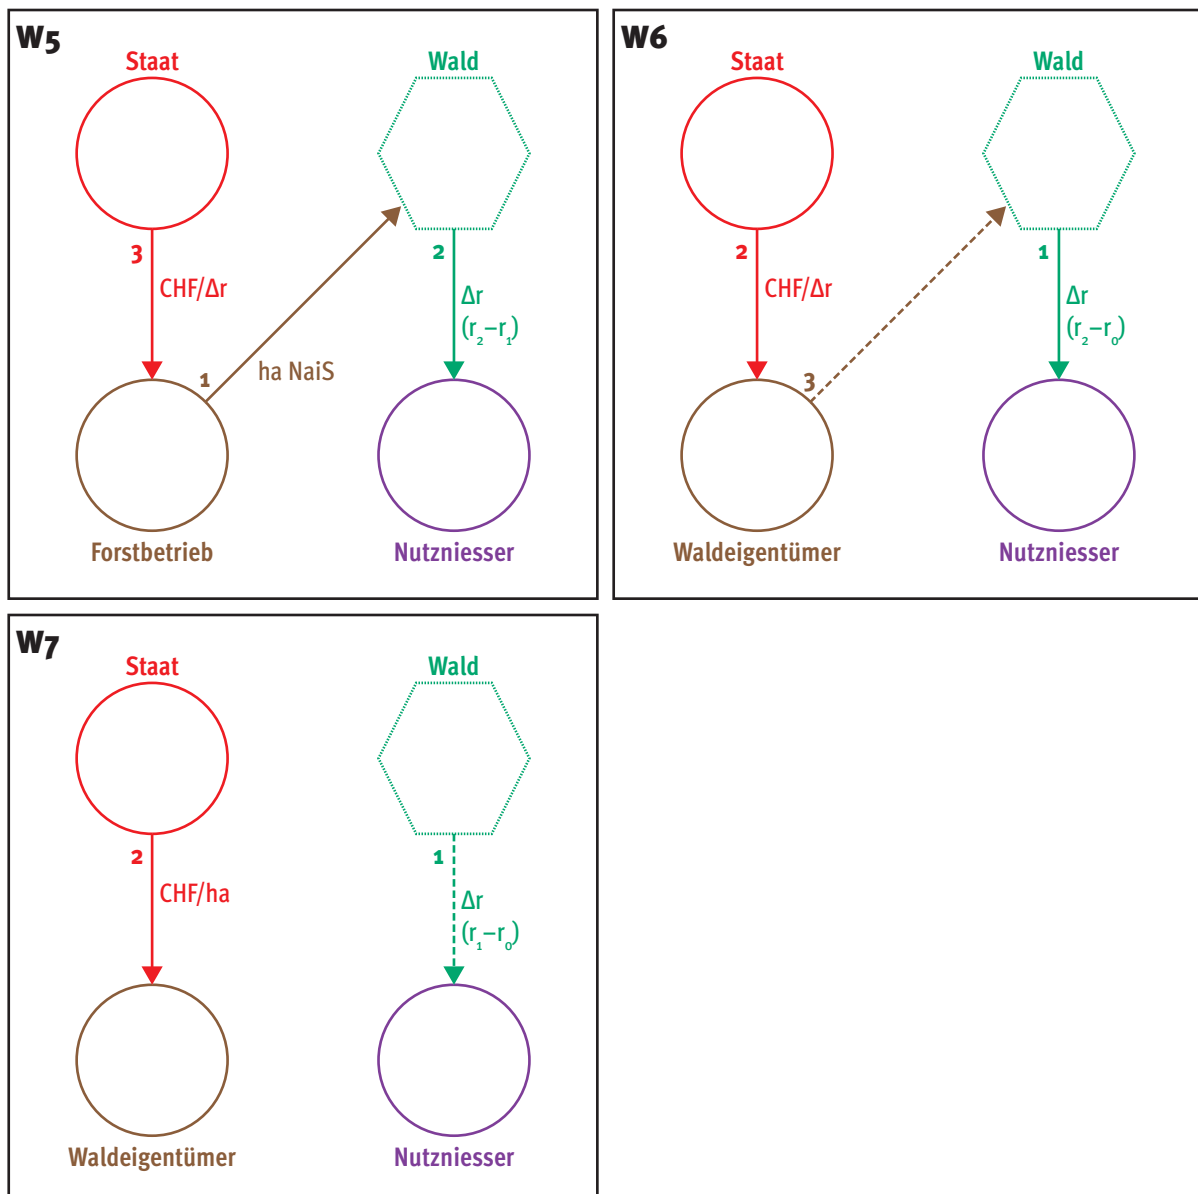 W5
Staat
Wald
3
CHF/Δr
2
Δr
(r₂–r₁)
1
ha NaiS
Forstbetrieb
Nutzniesser
W6
Staat
Wald
2
CHF/Δr
1
Δr
(r₂–r₀)
3
Waldeigentümer
Nutzniesser
W7
Staat
Wald
2
CHF/ha
1
Δr
(r₁–r₀)
Waldeigentümer
Nutzniesser